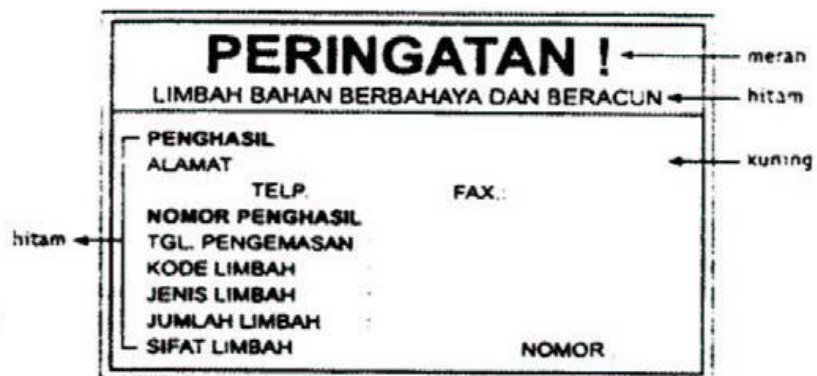 PERINGATAN !
meran
LIMBAH BAHAN BERBAHAYA DAN BERACUN
hitam
PENGHASIL
ALAMAT
kuning
TELP. FAX.:
NOMOR PENGHASIL
hitam
TGL. PENGEMASAN :
KODE LIMBAH :
JENIS LIMBAH :
JUMLAH LIMBAH :
SIFAT LIMBAH NOMOR